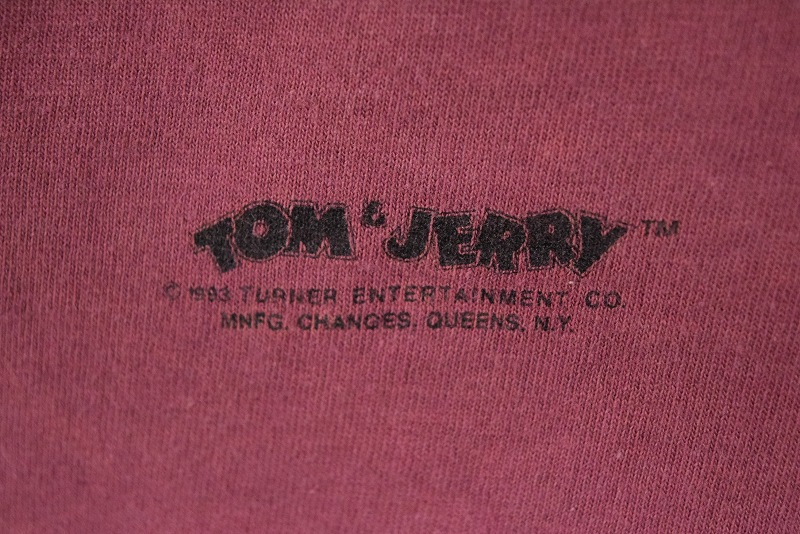 TOM & JERRY™
© 1993 TURNER ENTERTAINMENT CO.
MNFG. CHANGES. QUEENS, N.Y.